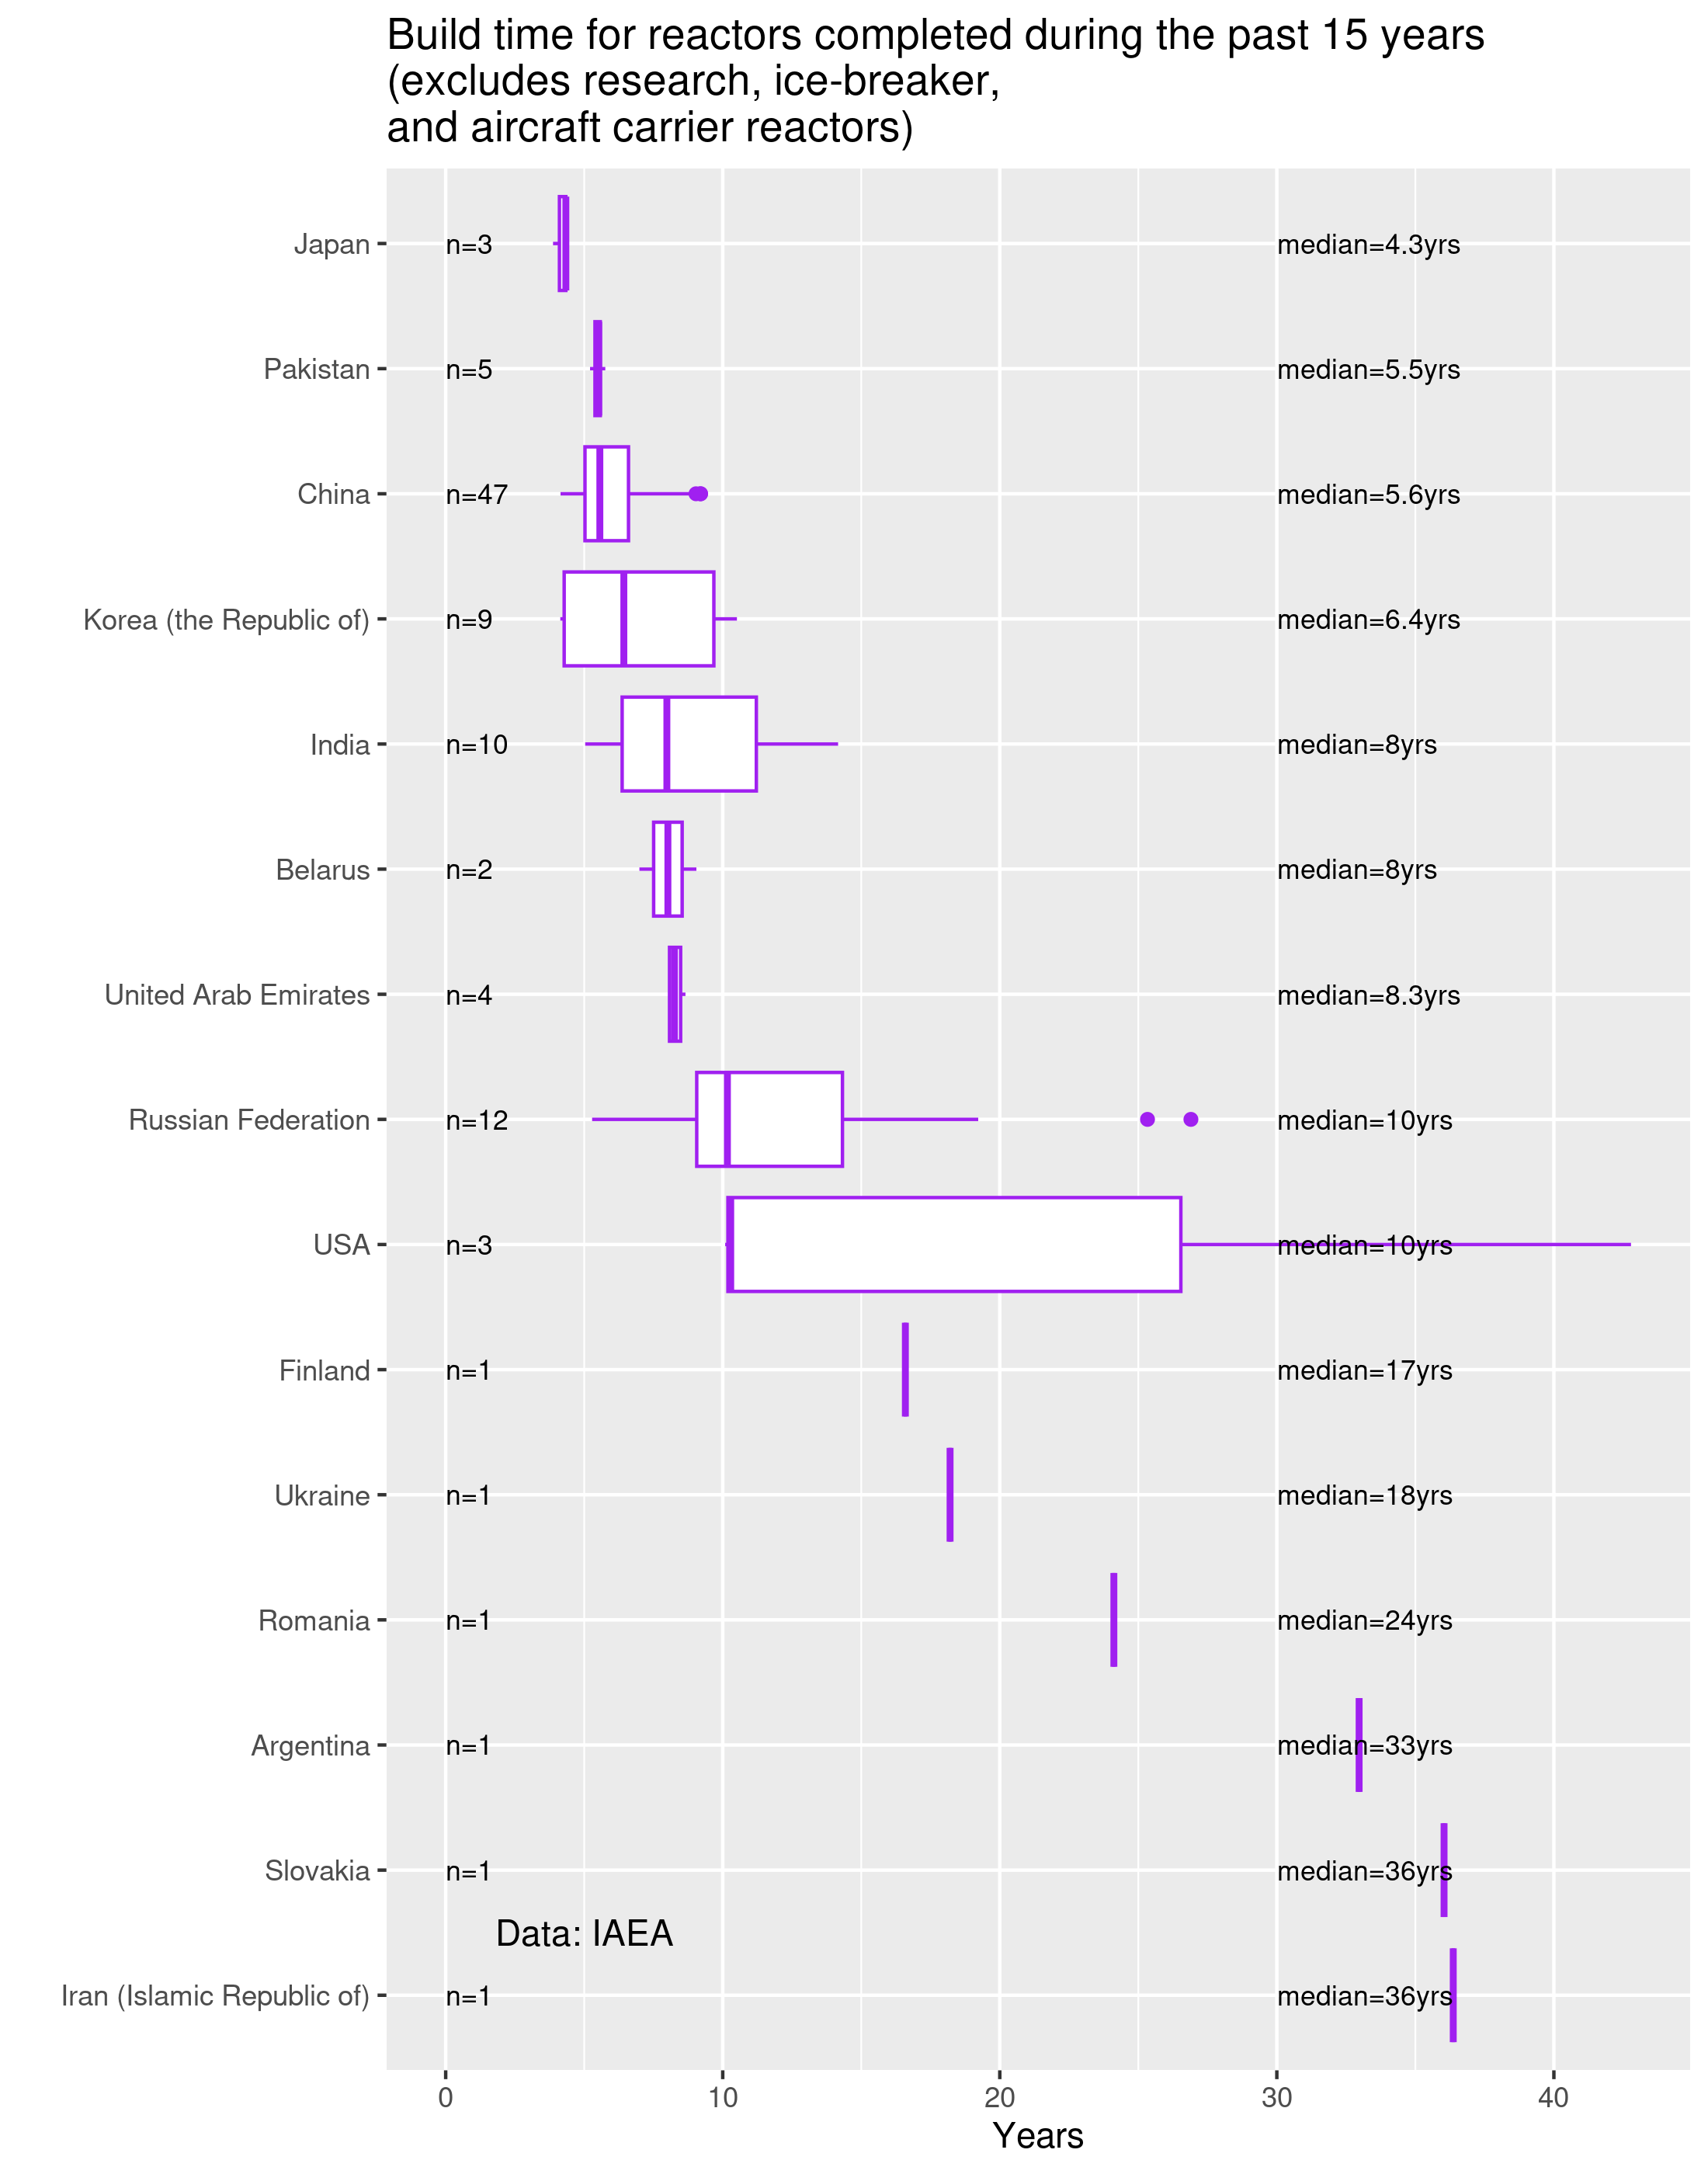 Build time for reactors completed during the past 15 years
(excludes research, ice-breaker,
and aircraft carrier reactors)
Japan n=3 median=4.3yrs
Pakistan n=5 median=5.5yrs
China n=47 median=5.6yrs
Korea (the Republic of) n=9 median=6.4yrs
India n=10 median=8yrs
Belarus n=2 median=8yrs
United Arab Emirates n=4 median=8.3yrs
Russian Federation n=12 median=10yrs
USA n=3 median=10yrs
Finland n=1 median=17yrs
Ukraine n=1 median=18yrs
Romania n=1 median=24yrs
Argentina n=1 median=33yrs
Slovakia n=1 median=36yrs
Data: IAEA
Iran (Islamic Republic of) n=1 median=36yrs
0 10 20 30 40
Years